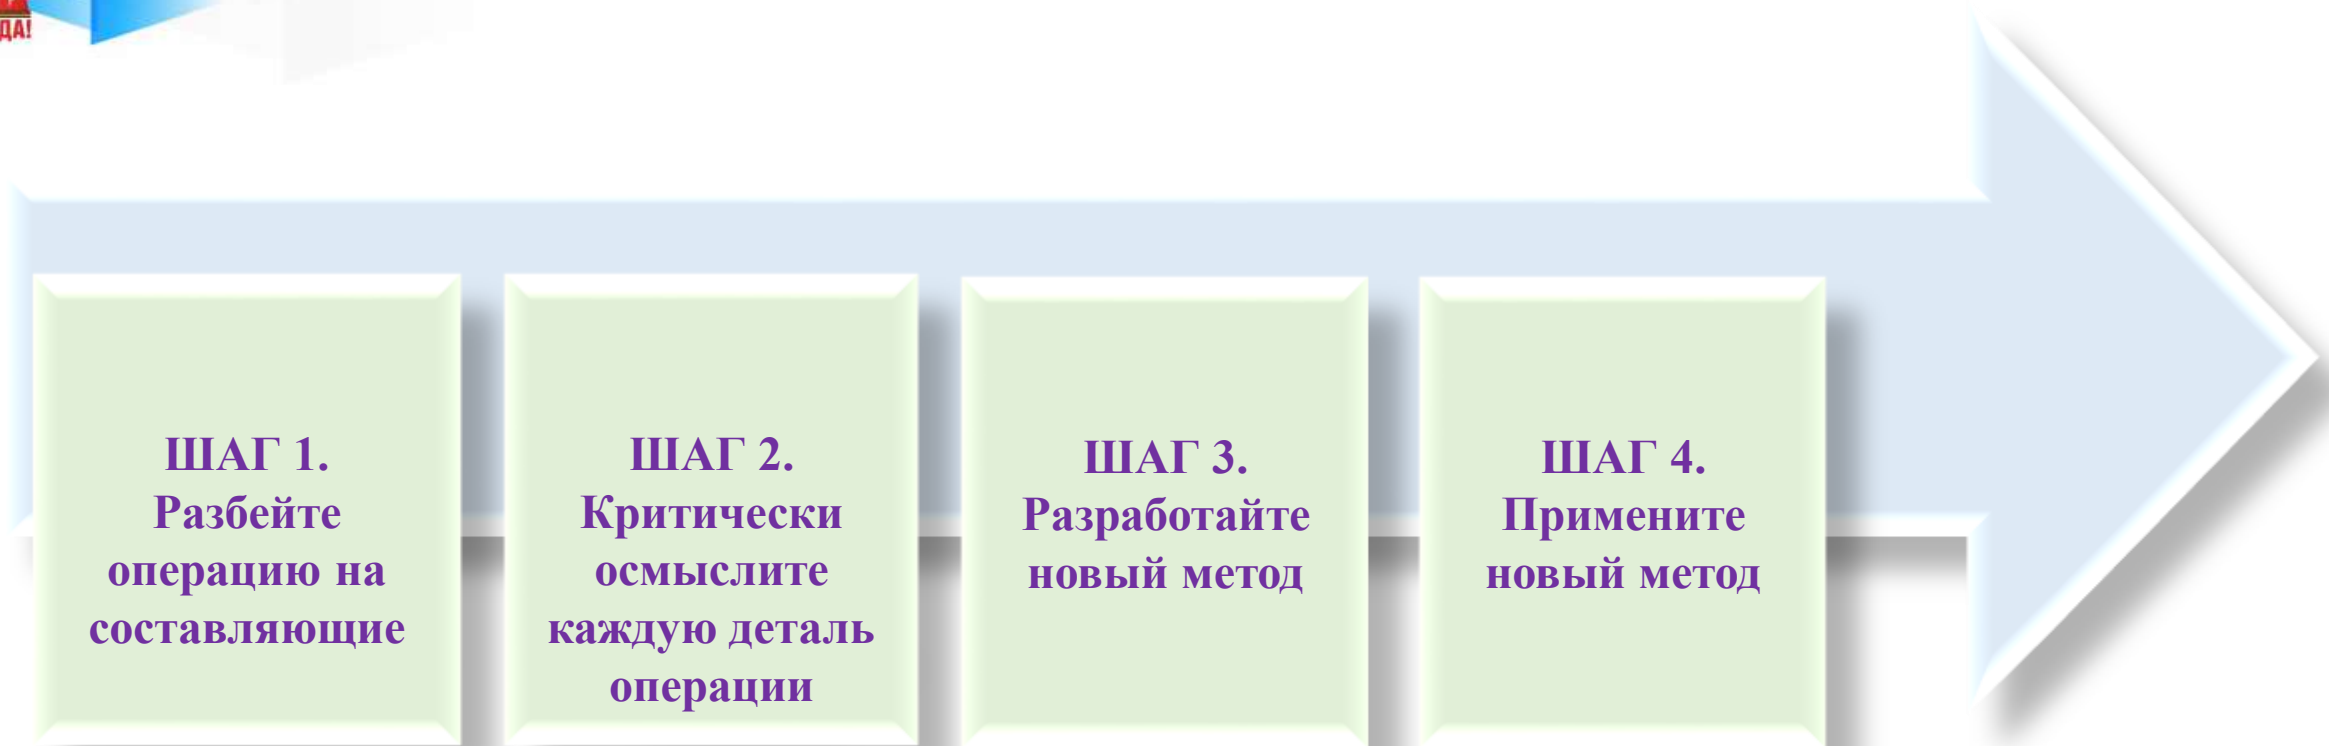 ДА!
ШАГ 1.
Разбейте
операцию на
составляющие
ШАГ 2.
Критически
осмыслите
каждую деталь
операции
ШАГ 3.
Разработайте
новый метод
ШАГ 4.
Примените
новый метод